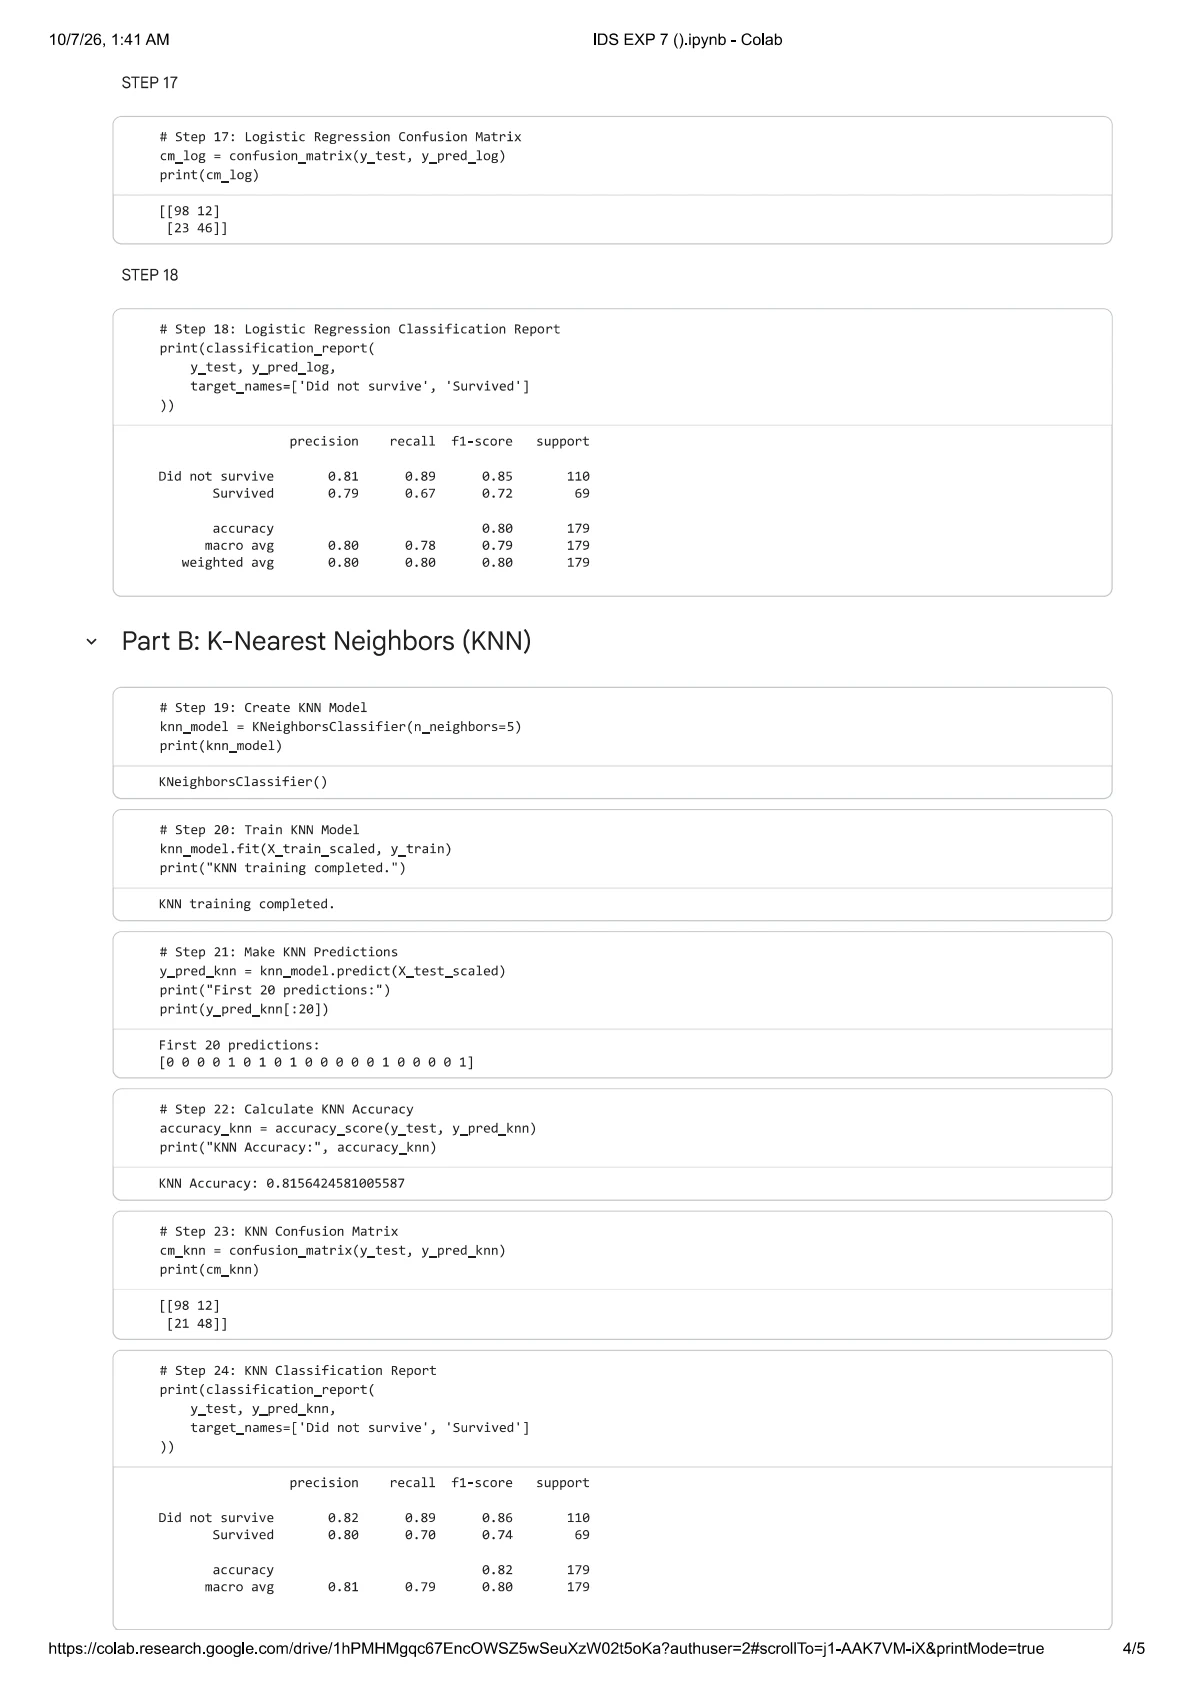 10/7/26, 1:41 AM IDS EXP 7 ().ipynb - Colab
STEP 17
# Step 17: Logistic Regression Confusion Matrix
cm_log = confusion_matrix(y_test, y_pred_log)
print(cm_log)
[[98 12]
 [23 46]]
STEP 18
# Step 18: Logistic Regression Classification Report
print(classification_report(
    y_test, y_pred_log,
    target_names=['Did not survive', 'Survived']
))
precision recall f1-score support
Did not survive 0.81 0.89 0.85 110
Survived 0.79 0.67 0.72 69
accuracy 0.80 179
macro avg 0.80 0.78 0.79 179
weighted avg 0.80 0.80 0.80 179
Part B: K-Nearest Neighbors (KNN)
# Step 19: Create KNN Model
knn_model = KNeighborsClassifier(n_neighbors=5)
print(knn_model)
KNeighborsClassifier()
# Step 20: Train KNN Model
knn_model.fit(X_train_scaled, y_train)
print("KNN training completed.")
KNN training completed.
# Step 21: Make KNN Predictions
y_pred_knn = knn_model.predict(X_test_scaled)
print("First 20 predictions:")
print(y_pred_knn[:20])
First 20 predictions:
[0 0 0 0 1 0 1 0 1 0 0 0 0 0 1 0 0 0 0 1]
# Step 22: Calculate KNN Accuracy
accuracy_knn = accuracy_score(y_test, y_pred_knn)
print("KNN Accuracy:", accuracy_knn)
KNN Accuracy: 0.8156424581005587
# Step 23: KNN Confusion Matrix
cm_knn = confusion_matrix(y_test, y_pred_knn)
print(cm_knn)
[[98 12]
 [21 48]]
# Step 24: KNN Classification Report
print(classification_report(
    y_test, y_pred_knn,
    target_names=['Did not survive', 'Survived']
))
precision recall f1-score support
Did not survive 0.82 0.89 0.86 110
Survived 0.80 0.70 0.74 69
accuracy 0.82 179
macro avg 0.81 0.79 0.80 179
https://colab.research.google.com/drive/1hPMHMgqc67EncOWSZ5wSeuXzW02t5oKa?authuser=2#scrollTo=j1-AAK7VM-iX&printMode=true 4/5